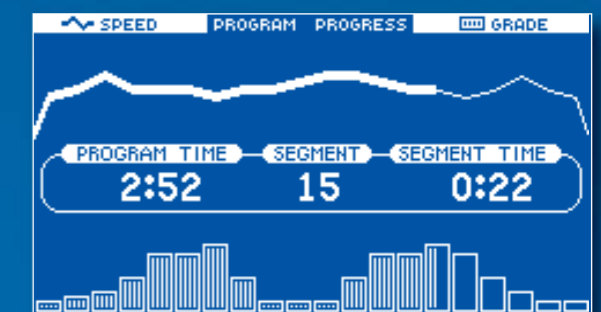 SPEED PROGRAM PROGRESS GRADE
PROGRAM TIME SEGMENT SEGMENT TIME
2:52 15 0:22